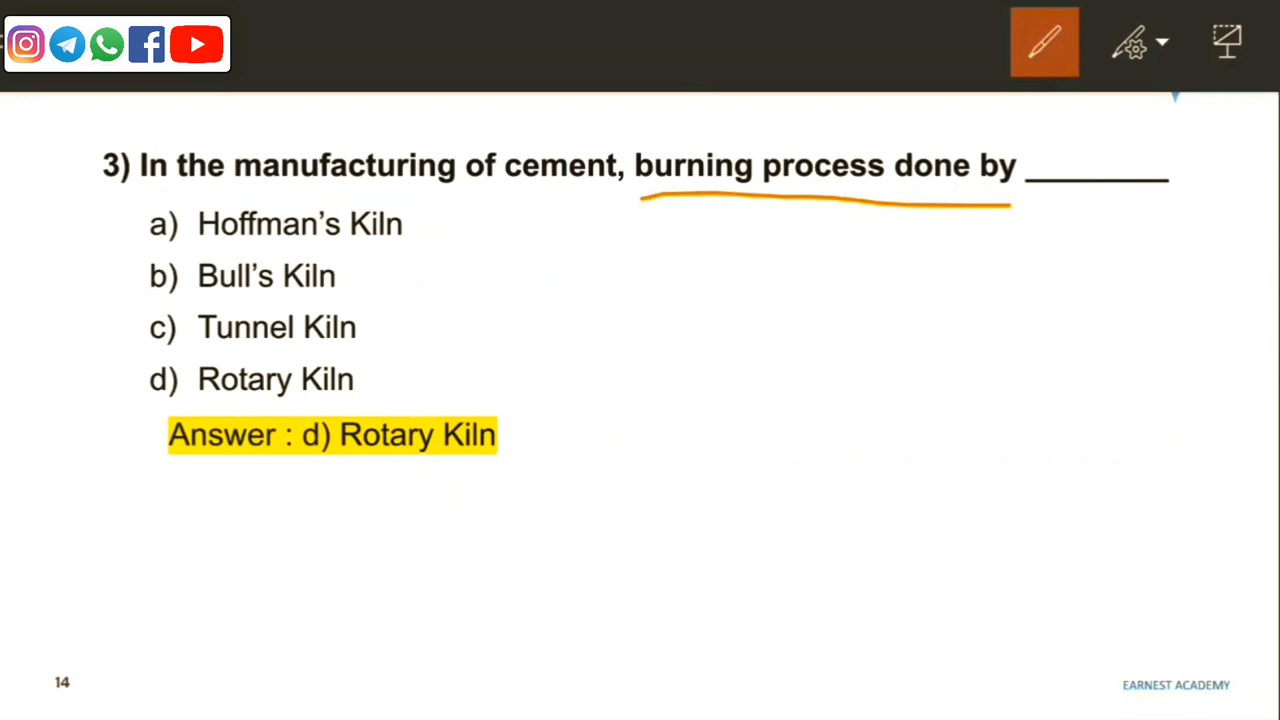 3) In the manufacturing of cement, burning process done by ________
a) Hoffman’s Kiln
b) Bull’s Kiln
c) Tunnel Kiln
d) Rotary Kiln
Answer : d) Rotary Kiln
14
EARNEST ACADEMY